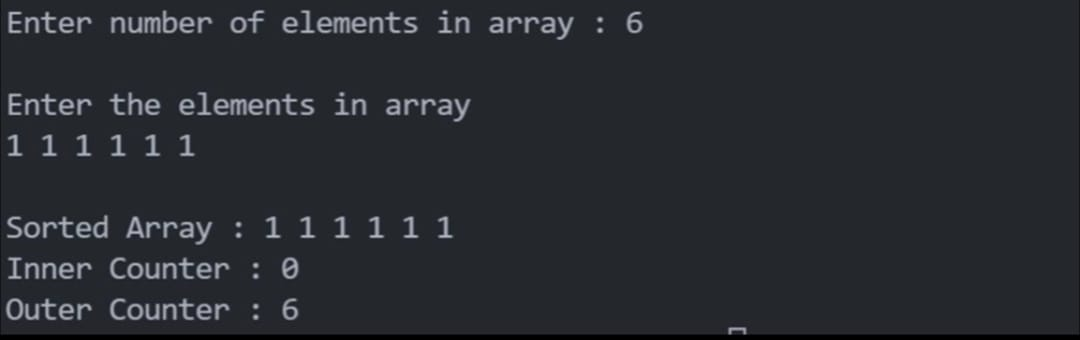 Enter number of elements in array : 6
Enter the elements in array
1 1 1 1 1 1
Sorted Array : 1 1 1 1 1 1
Inner Counter : 0
Outer Counter : 6